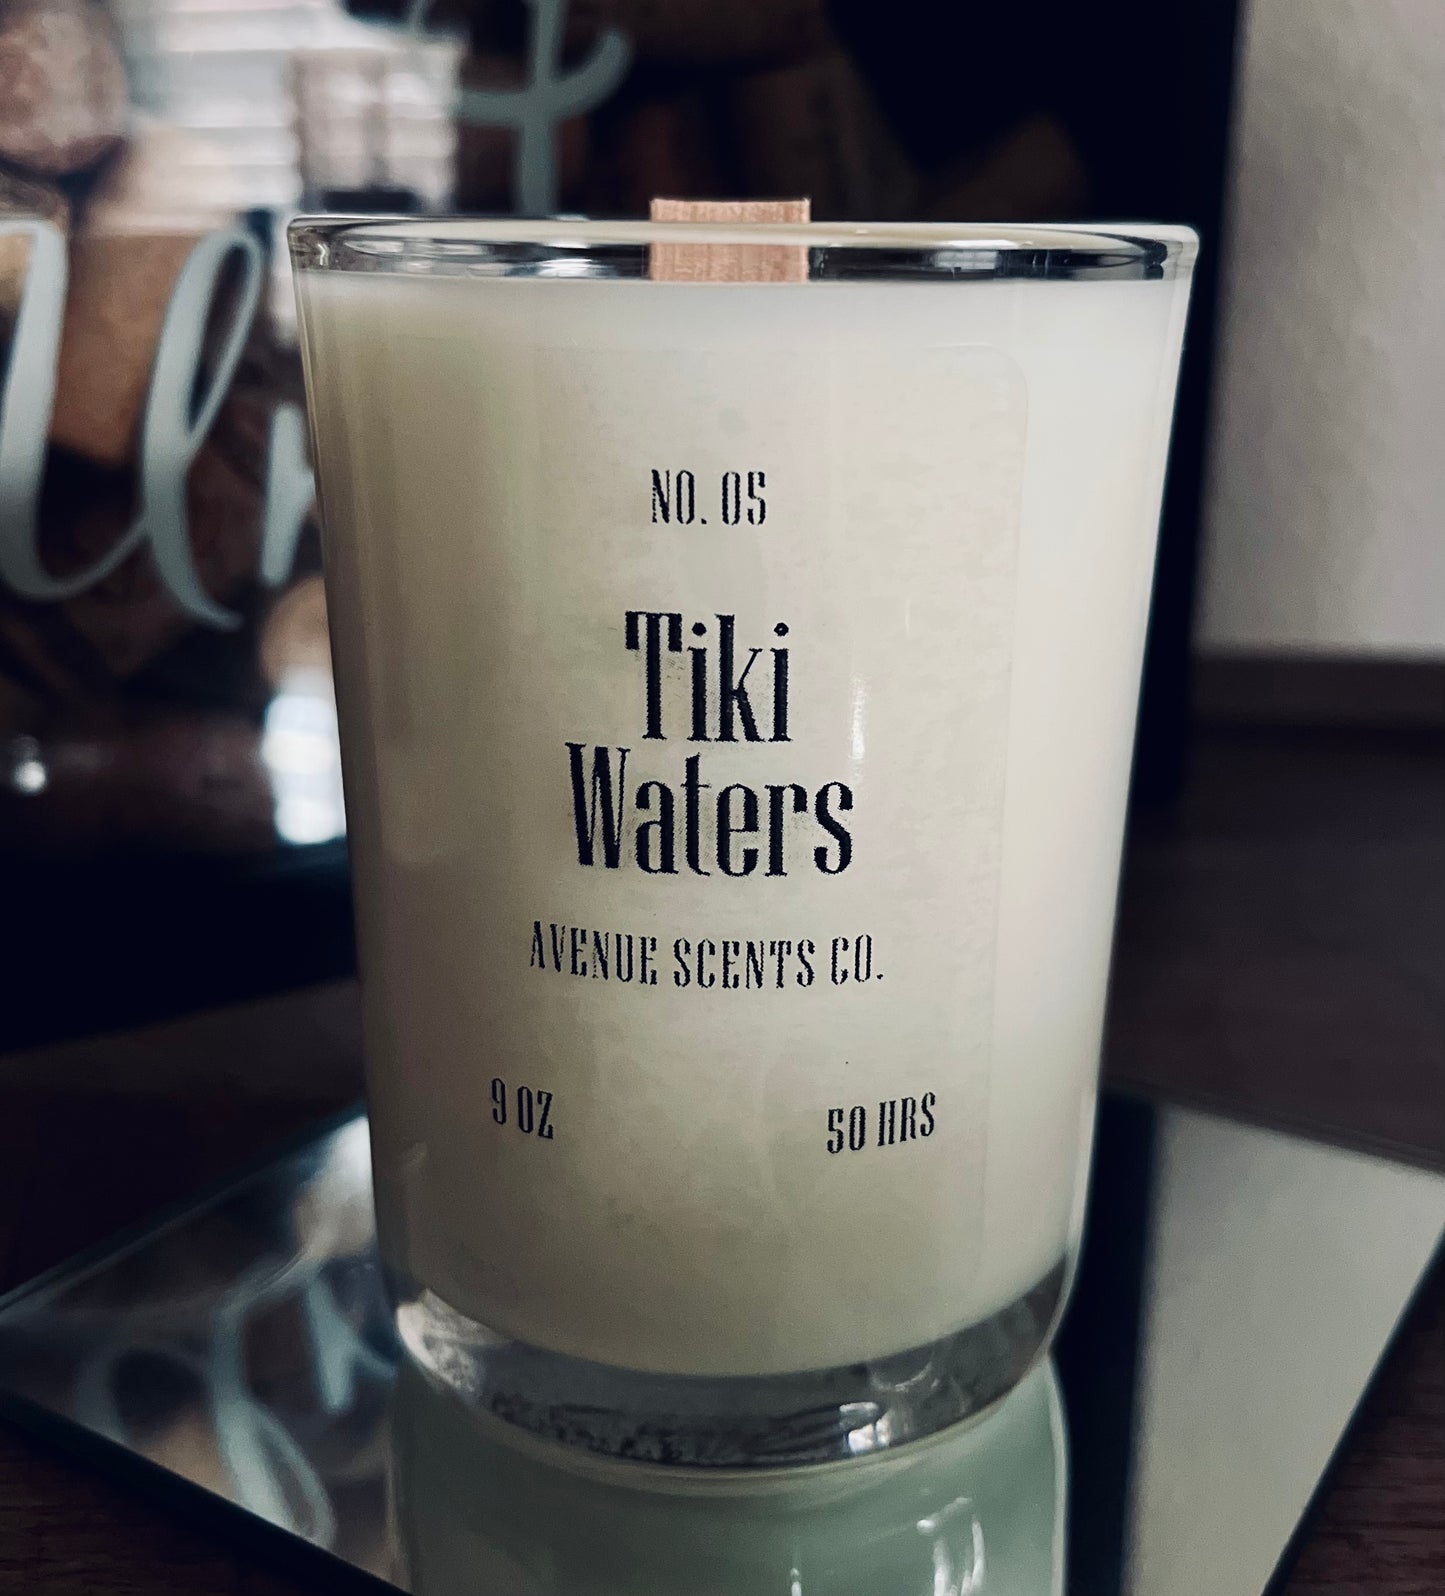 NO. 05
Tiki
Waters
AVENUE SCENTS CO.
9 OZ
50 HRS